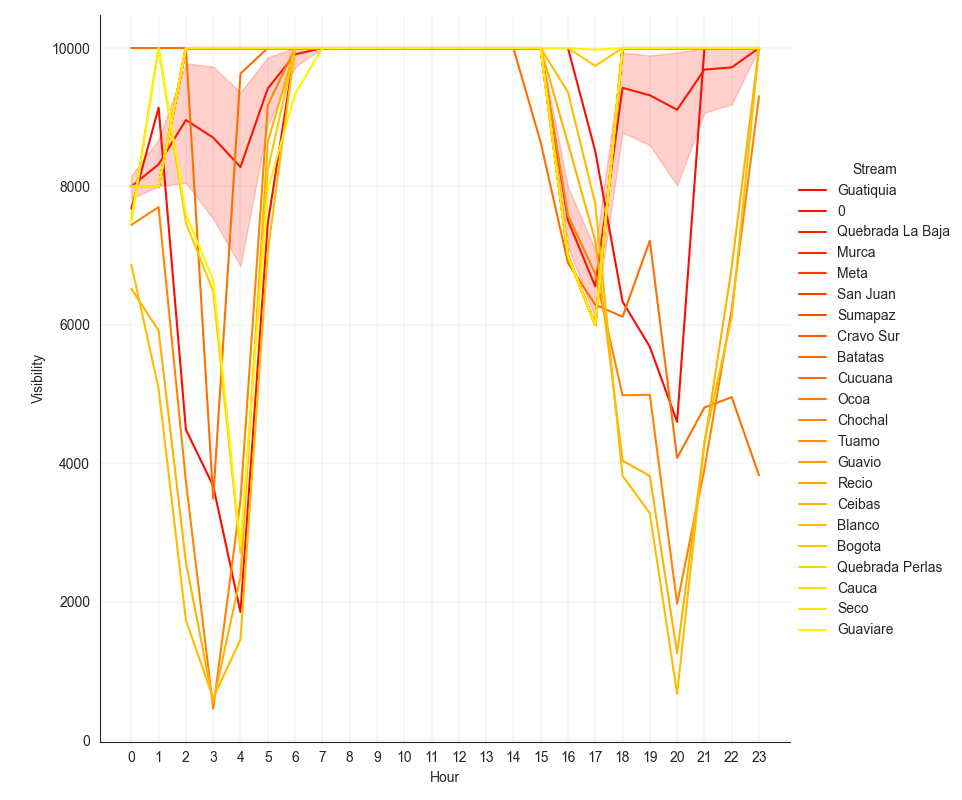 10000
8000
6000
4000
2000
0
Visibility
0 1 2 3 4 5 6 7 8 9 10 11 12 13 14 15 16 17 18 19 20 21 22 23
Hour
Stream
Guatiquia
0
Quebrada La Baja
Murca
Meta
San Juan
Sumapaz
Cravo Sur
Batatas
Cucuana
Ocoa
Chochal
Tuamo
Guavio
Recio
Ceibas
Blanco
Bogota
Quebrada Perlas
Cauca
Seco
Guaviare